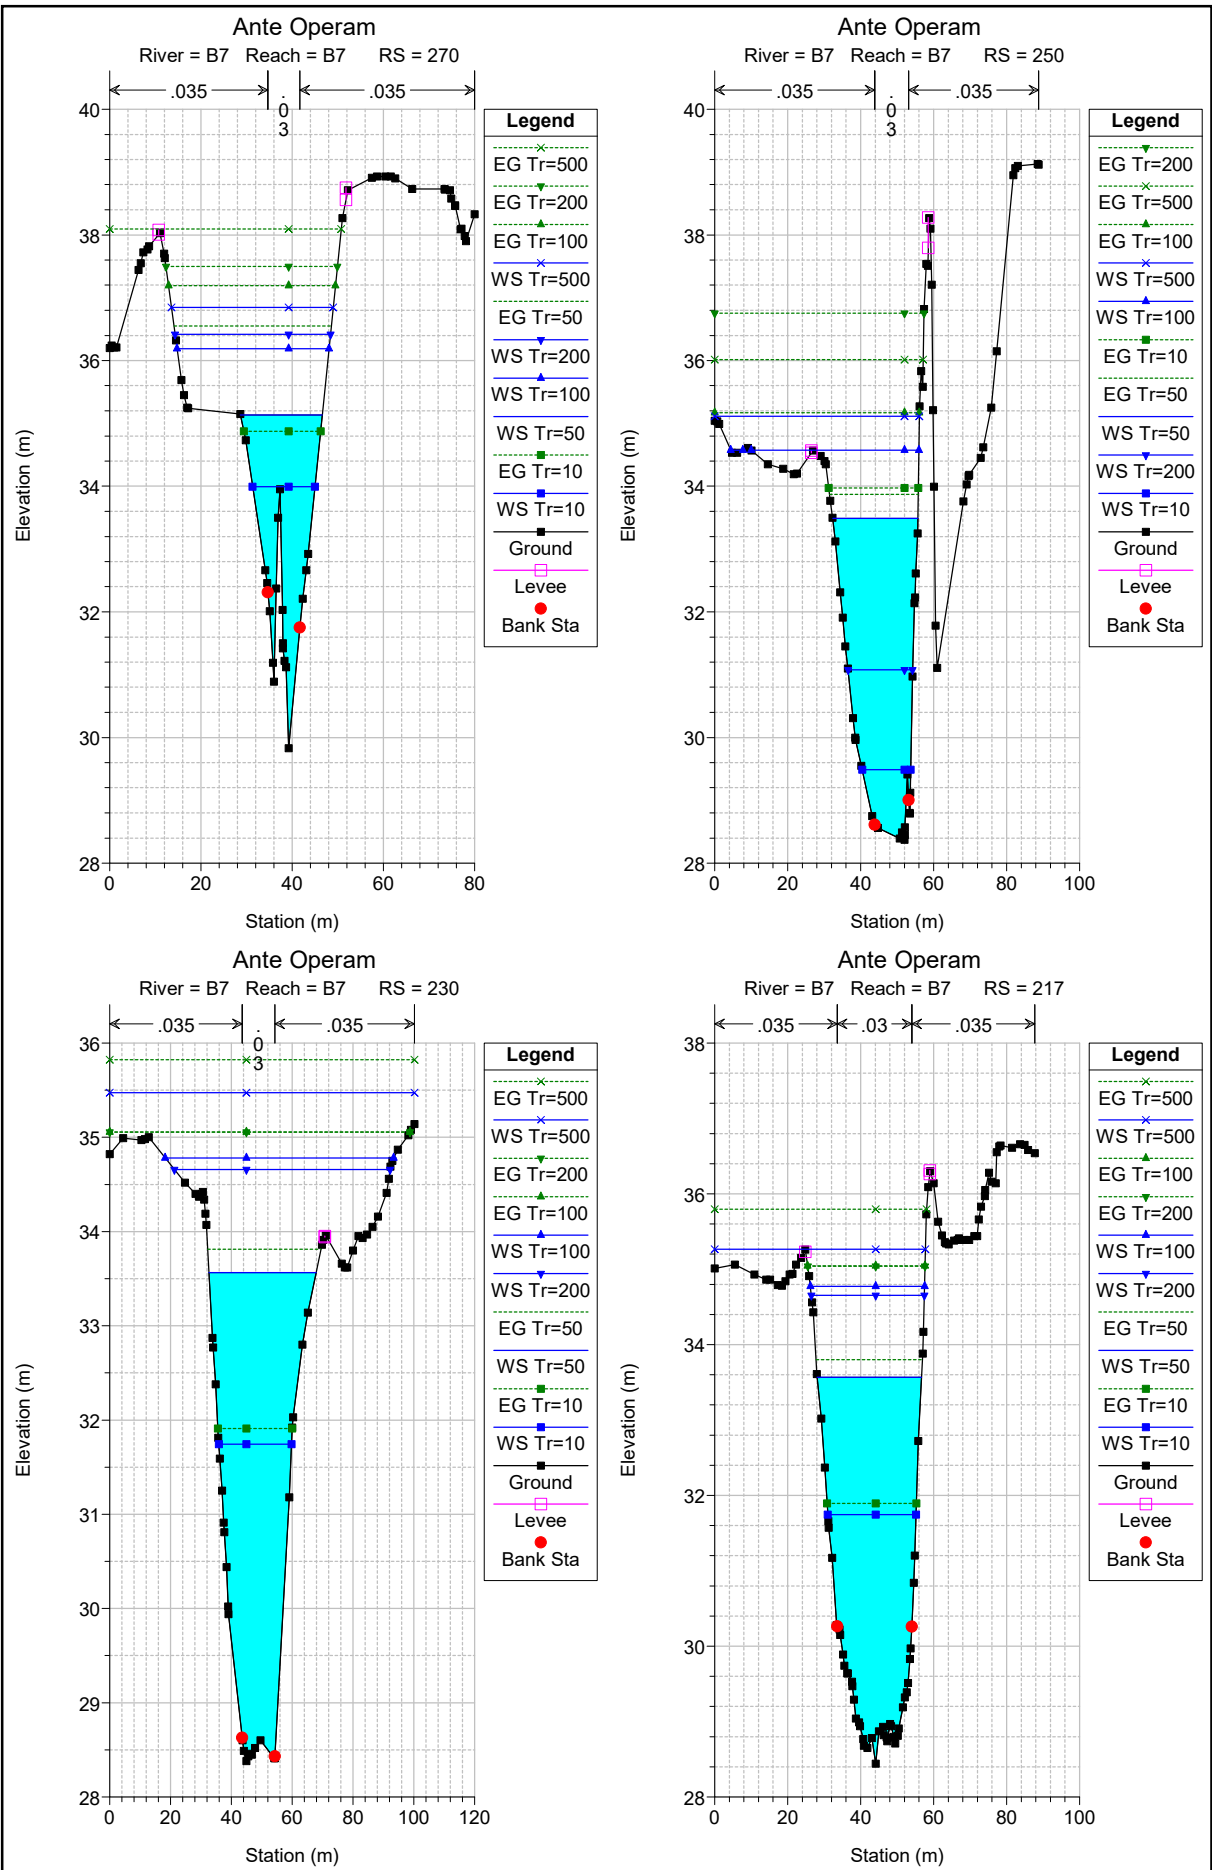 Ante Operam
River = B7 Reach = B7 RS = 270
.035 .03 .035
40
38
36
34
32
30
28
0 20 40 60 80
Elevation (m)
Station (m)
Legend
EG Tr=500
EG Tr=200
EG Tr=100
WS Tr=500
EG Tr=50
WS Tr=200
WS Tr=100
WS Tr=50
EG Tr=10
WS Tr=10
Ground
Levee
Bank Sta
Ante Operam
River = B7 Reach = B7 RS = 250
.035 .03 .035
40
38
36
34
32
30
28
0 20 40 60 80 100
Elevation (m)
Station (m)
Legend
EG Tr=200
EG Tr=500
EG Tr=100
WS Tr=500
WS Tr=100
EG Tr=10
EG Tr=50
WS Tr=50
WS Tr=200
WS Tr=10
Ground
Levee
Bank Sta
Ante Operam
River = B7 Reach = B7 RS = 230
.035 .03 .035
36
35
34
33
32
31
30
29
28
0 20 40 60 80 100 120
Elevation (m)
Station (m)
Legend
EG Tr=500
WS Tr=500
EG Tr=200
EG Tr=100
WS Tr=100
WS Tr=200
EG Tr=50
WS Tr=50
EG Tr=10
WS Tr=10
Ground
Levee
Bank Sta
Ante Operam
River = B7 Reach = B7 RS = 217
.035 .03 .035
38
36
34
32
30
28
0 20 40 60 80 100
Elevation (m)
Station (m)
Legend
EG Tr=500
WS Tr=500
EG Tr=100
EG Tr=200
WS Tr=100
WS Tr=200
EG Tr=50
WS Tr=50
EG Tr=10
WS Tr=10
Ground
Levee
Bank Sta